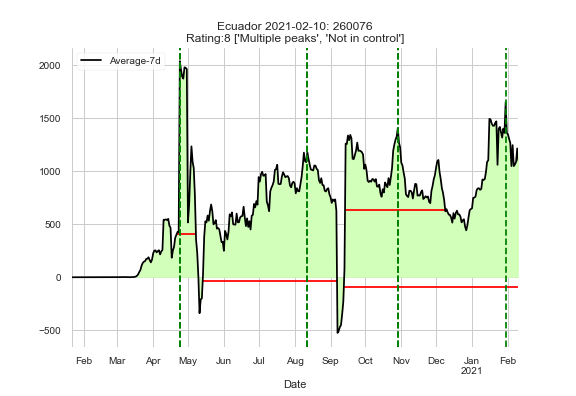 Ecuador 2021-02-10: 260076
Rating:8 ['Multiple peaks', 'Not in control']
Average-7d
2000
1500
1000
500
0
−500
Feb Mar Apr May Jun Jul Aug Sep Oct Nov Dec Jan Feb
2021
Date